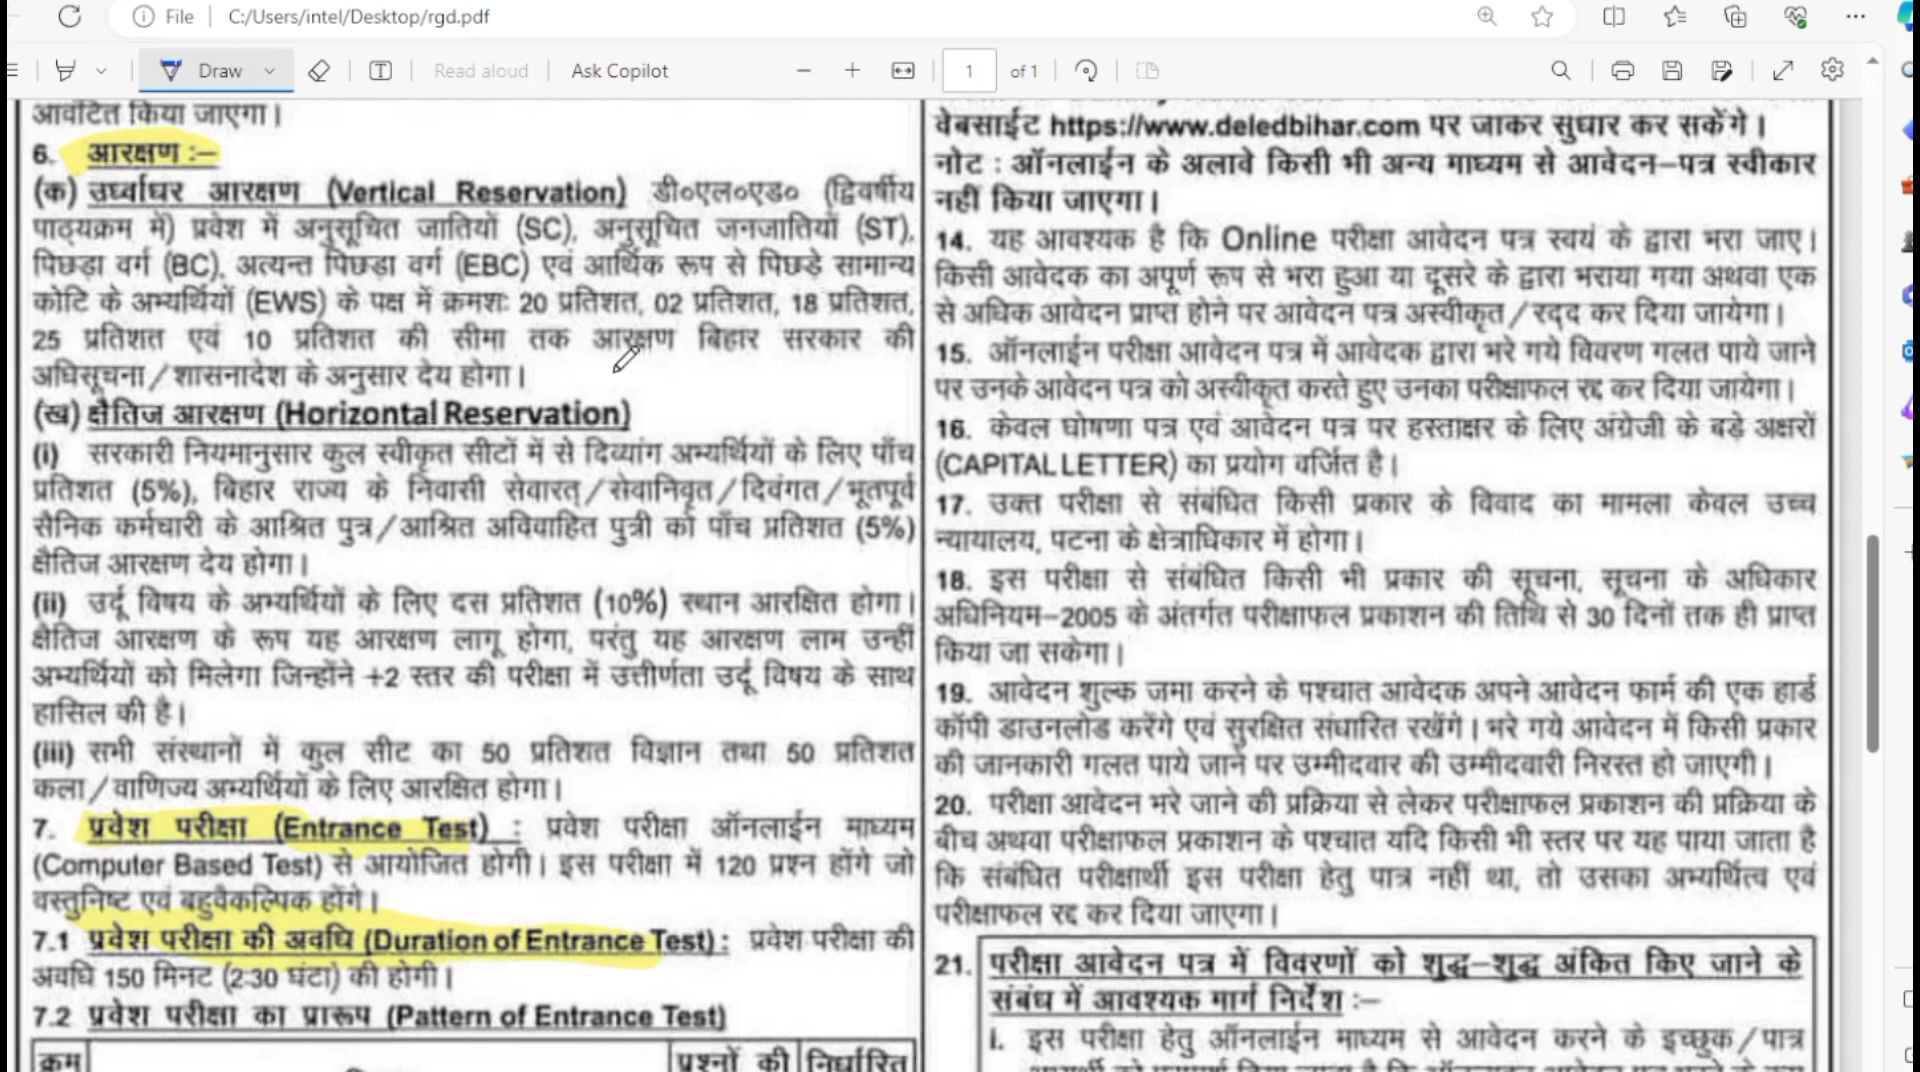 File C:/Users/intel/Desktop/rgd.pdf
Draw Read aloud Ask Copilot 1 of 1
आवंटित किया जाएगा।
6. आरक्षण :–
(क) उर्ध्वाधर आरक्षण (Vertical Reservation) डी०एल०एड० (द्विवर्षीय
पाठ्यक्रम में) प्रवेश में अनुसूचित जातियों (SC), अनुसूचित जनजातियों (ST),
पिछड़ा वर्ग (BC), अत्यन्त पिछड़ा वर्ग (EBC) एवं आर्थिक रूप से पिछड़े सामान्य
कोटि के अभ्यर्थियों (EWS) के पक्ष में क्रमशः 20 प्रतिशत, 02 प्रतिशत, 18 प्रतिशत,
25 प्रतिशत एवं 10 प्रतिशत की सीमा तक आरक्षण बिहार सरकार की
अधिसूचना/शासनादेश के अनुसार देय होगा।
(ख) क्षैतिज आरक्षण (Horizontal Reservation)
(i) सरकारी नियमानुसार कुल स्वीकृत सीटों में से दिव्यांग अभ्यर्थियों के लिए पाँच
प्रतिशत (5%), बिहार राज्य के निवासी सेवारत्/सेवानिवृत/दिवंगत/भूतपूर्व
सैनिक कर्मचारी के आश्रित पुत्र/आश्रित अविवाहित पुत्री को पाँच प्रतिशत (5%)
क्षैतिज आरक्षण देय होगा।
(ii) उर्दू विषय के अभ्यर्थियों के लिए दस प्रतिशत (10%) स्थान आरक्षित होगा।
क्षैतिज आरक्षण के रूप यह आरक्षण लागू होगा, परंतु यह आरक्षण लाभ उन्हीं
अभ्यर्थियों को मिलेगा जिन्होंने +2 स्तर की परीक्षा में उत्तीर्णता उर्दू विषय के साथ
हासिल की है।
(iii) सभी संस्थानों में कुल सीट का 50 प्रतिशत विज्ञान तथा 50 प्रतिशत
कला/वाणिज्य अभ्यर्थियों के लिए आरक्षित होगा।
7. प्रवेश परीक्षा (Entrance Test) : प्रवेश परीक्षा ऑनलाईन माध्यम
(Computer Based Test) से आयोजित होगी। इस परीक्षा में 120 प्रश्न होंगे जो
वस्तुनिष्ट एवं बहुवैकल्पिक होंगे।
7.1 प्रवेश परीक्षा की अवधि (Duration of Entrance Test) : प्रवेश परीक्षा की
अवधि 150 मिनट (2:30 घंटा) की होगी।
7.2 प्रवेश परीक्षा का प्रारूप (Pattern of Entrance Test)
क्रम प्रश्नों की निर्धारित
वेबसाईट https://www.deledbihar.com पर जाकर सुधार कर सकेंगे।
नोट : ऑनलाईन के अलावे किसी भी अन्य माध्यम से आवेदन–पत्र स्वीकार
नहीं किया जाएगा।
14. यह आवश्यक है कि Online परीक्षा आवेदन पत्र स्वयं के द्वारा भरा जाए।
किसी आवेदक का अपूर्ण रूप से भरा हुआ या दूसरे के द्वारा भराया गया अथवा एक
से अधिक आवेदन प्राप्त होने पर आवेदन पत्र अस्वीकृत/रद्द कर दिया जायेगा।
15. ऑनलाईन परीक्षा आवेदन पत्र में आवेदक द्वारा भरे गये विवरण गलत पाये जाने
पर उनके आवेदन पत्र को अस्वीकृत करते हुए उनका परीक्षाफल रद्द कर दिया जायेगा।
16. केवल घोषणा पत्र एवं आवेदन पत्र पर हस्ताक्षर के लिए अंग्रेजी के बड़े अक्षरों
(CAPITAL LETTER) का प्रयोग वर्जित है।
17. उक्त परीक्षा से संबंधित किसी प्रकार के विवाद का मामला केवल उच्च
न्यायालय, पटना के क्षेत्राधिकार में होगा।
18. इस परीक्षा से संबंधित किसी भी प्रकार की सूचना, सूचना के अधिकार
अधिनियम–2005 के अंतर्गत परीक्षाफल प्रकाशन की तिथि से 30 दिनों तक ही प्राप्त
किया जा सकेगा।
19. आवेदन शुल्क जमा करने के पश्चात आवेदक अपने आवेदन फार्म की एक हार्ड
कॉपी डाउनलोड करेंगे एवं सुरक्षित संधारित रखेंगे। भरे गये आवेदन में किसी प्रकार
की जानकारी गलत पाये जाने पर उम्मीदवार की उम्मीदवारी निरस्त हो जाएगी।
20. परीक्षा आवेदन भरे जाने की प्रक्रिया से लेकर परीक्षाफल प्रकाशन की प्रक्रिया के
बीच अथवा परीक्षाफल प्रकाशन के पश्चात यदि किसी भी स्तर पर यह पाया जाता है
कि संबंधित परीक्षार्थी इस परीक्षा हेतु पात्र नहीं था, तो उसका अभ्यर्थित्व एवं
परीक्षाफल रद्द कर दिया जाएगा।
21. परीक्षा आवेदन पत्र में विवरणों को शुद्ध–शुद्ध अंकित किए जाने के
संबंध में आवश्यक मार्ग निर्देश :–
i. इस परीक्षा हेतु ऑनलाईन माध्यम से आवेदन करने के इच्छुक/पात्र